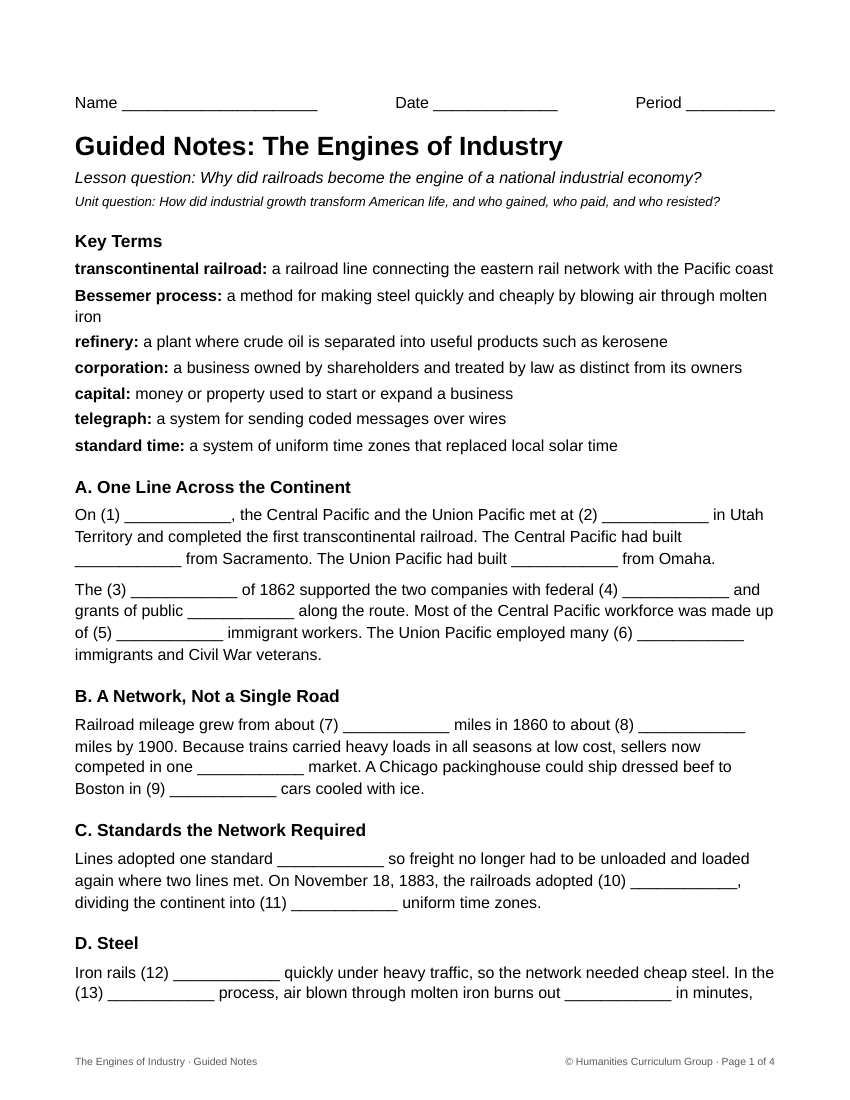 Name ______________________ Date ______________ Period __________
Guided Notes: The Engines of Industry
Lesson question: Why did railroads become the engine of a national industrial economy?
Unit question: How did industrial growth transform American life, and who gained, who paid, and who resisted?
Key Terms
transcontinental railroad: a railroad line connecting the eastern rail network with the Pacific coast
Bessemer process: a method for making steel quickly and cheaply by blowing air through molten
iron
refinery: a plant where crude oil is separated into useful products such as kerosene
corporation: a business owned by shareholders and treated by law as distinct from its owners
capital: money or property used to start or expand a business
telegraph: a system for sending coded messages over wires
standard time: a system of uniform time zones that replaced local solar time
A. One Line Across the Continent
On (1) ____________, the Central Pacific and the Union Pacific met at (2) ____________ in Utah
Territory and completed the first transcontinental railroad. The Central Pacific had built
____________ from Sacramento. The Union Pacific had built ____________ from Omaha.
The (3) ____________ of 1862 supported the two companies with federal (4) ____________ and
grants of public ____________ along the route. Most of the Central Pacific workforce was made up
of (5) ____________ immigrant workers. The Union Pacific employed many (6) ____________
immigrants and Civil War veterans.
B. A Network, Not a Single Road
Railroad mileage grew from about (7) ____________ miles in 1860 to about (8) ____________
miles by 1900. Because trains carried heavy loads in all seasons at low cost, sellers now
competed in one ____________ market. A Chicago packinghouse could ship dressed beef to
Boston in (9) ____________ cars cooled with ice.
C. Standards the Network Required
Lines adopted one standard ____________ so freight no longer had to be unloaded and loaded
again where two lines met. On November 18, 1883, the railroads adopted (10) ____________,
dividing the continent into (11) ____________ uniform time zones.
D. Steel
Iron rails (12) ____________ quickly under heavy traffic, so the network needed cheap steel. In the
(13) ____________ process, air blown through molten iron burns out ____________ in minutes,
The Engines of Industry · Guided Notes © Humanities Curriculum Group · Page 1 of 4